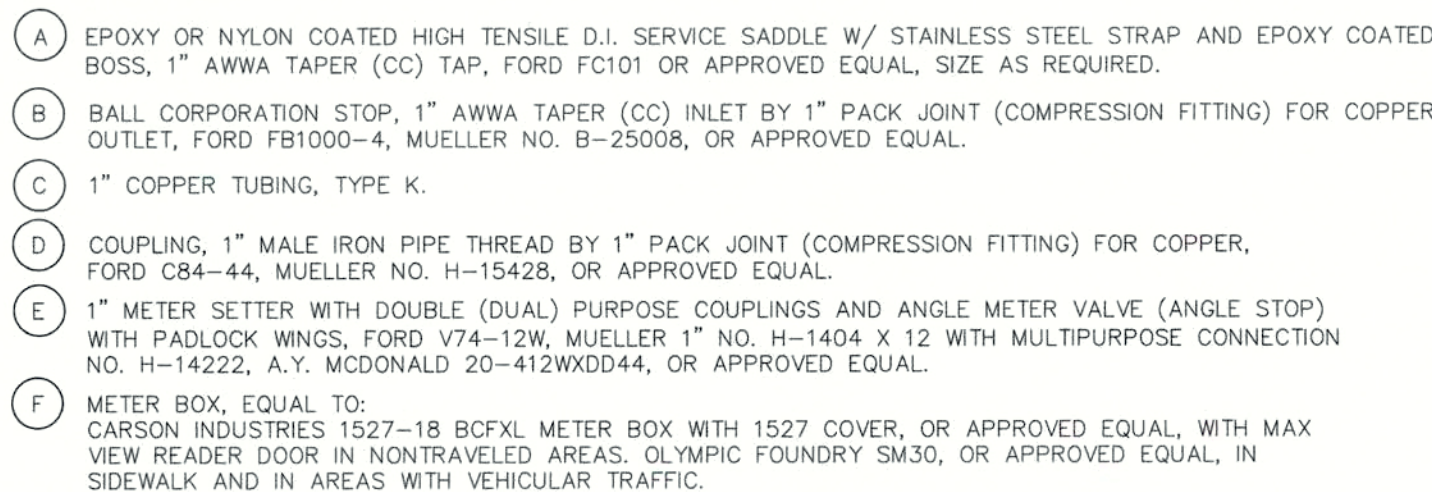 A EPOXY OR NYLON COATED HIGH TENSILE D.I. SERVICE SADDLE W/ STAINLESS STEEL STRAP AND EPOXY COATED
BOSS, 1" AWWA TAPER (CC) TAP, FORD FC101 OR APPROVED EQUAL, SIZE AS REQUIRED.
B BALL CORPORATION STOP, 1" AWWA TAPER (CC) INLET BY 1" PACK JOINT (COMPRESSION FITTING) FOR COPPER
OUTLET, FORD FB1000-4, MUELLER NO. B-25008, OR APPROVED EQUAL.
C 1" COPPER TUBING, TYPE K.
D COUPLING, 1" MALE IRON PIPE THREAD BY 1" PACK JOINT (COMPRESSION FITTING) FOR COPPER,
FORD C84-44, MUELLER NO. H-15428, OR APPROVED EQUAL.
E 1" METER SETTER WITH DOUBLE (DUAL) PURPOSE COUPLINGS AND ANGLE METER VALVE (ANGLE STOP)
WITH PADLOCK WINGS, FORD V74-12W, MUELLER 1" NO. H-1404 X 12 WITH MULTIPURPOSE CONNECTION
NO. H-14222, A.Y. MCDONALD 20-412WXDD44, OR APPROVED EQUAL.
F METER BOX, EQUAL TO:
CARSON INDUSTRIES 1527-18 BCFXL METER BOX WITH 1527 COVER, OR APPROVED EQUAL, WITH MAX
VIEW READER DOOR IN NONTRAVELED AREAS. OLYMPIC FOUNDRY SM30, OR APPROVED EQUAL, IN
SIDEWALK AND IN AREAS WITH VEHICULAR TRAFFIC.